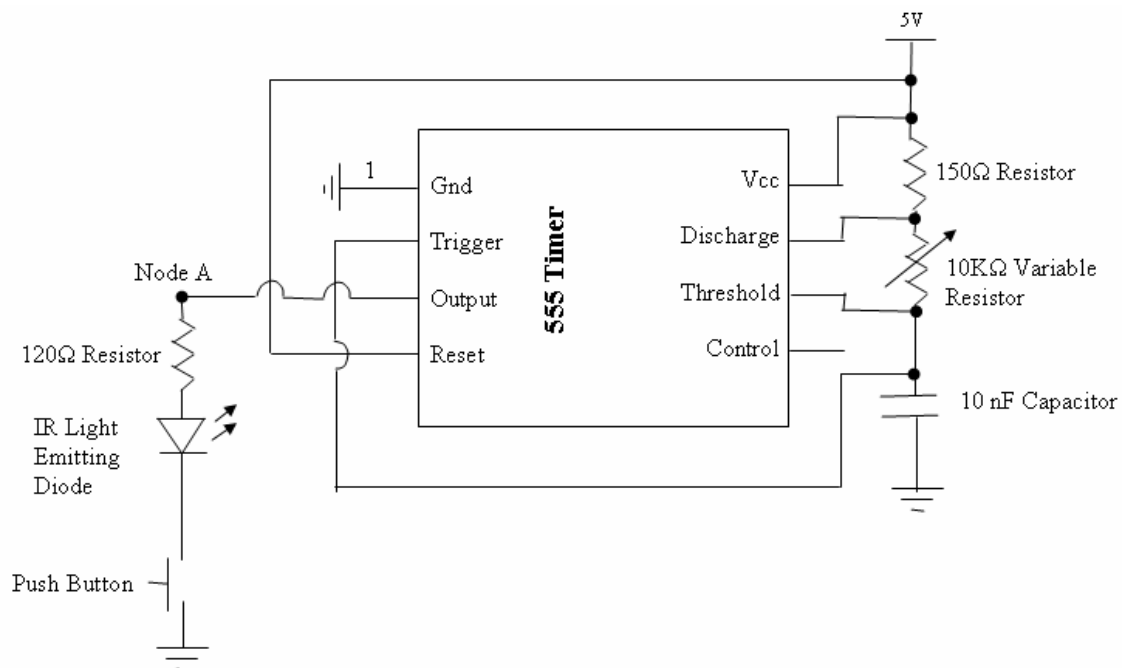 5V
1
Gnd
Vcc
150Ω Resistor
Trigger
Discharge
Node A
555 Timer
Output
Threshold
10KΩ Variable
Resistor
120Ω Resistor
Reset
Control
10 nF Capacitor
IR Light
Emitting
Diode
Push Button